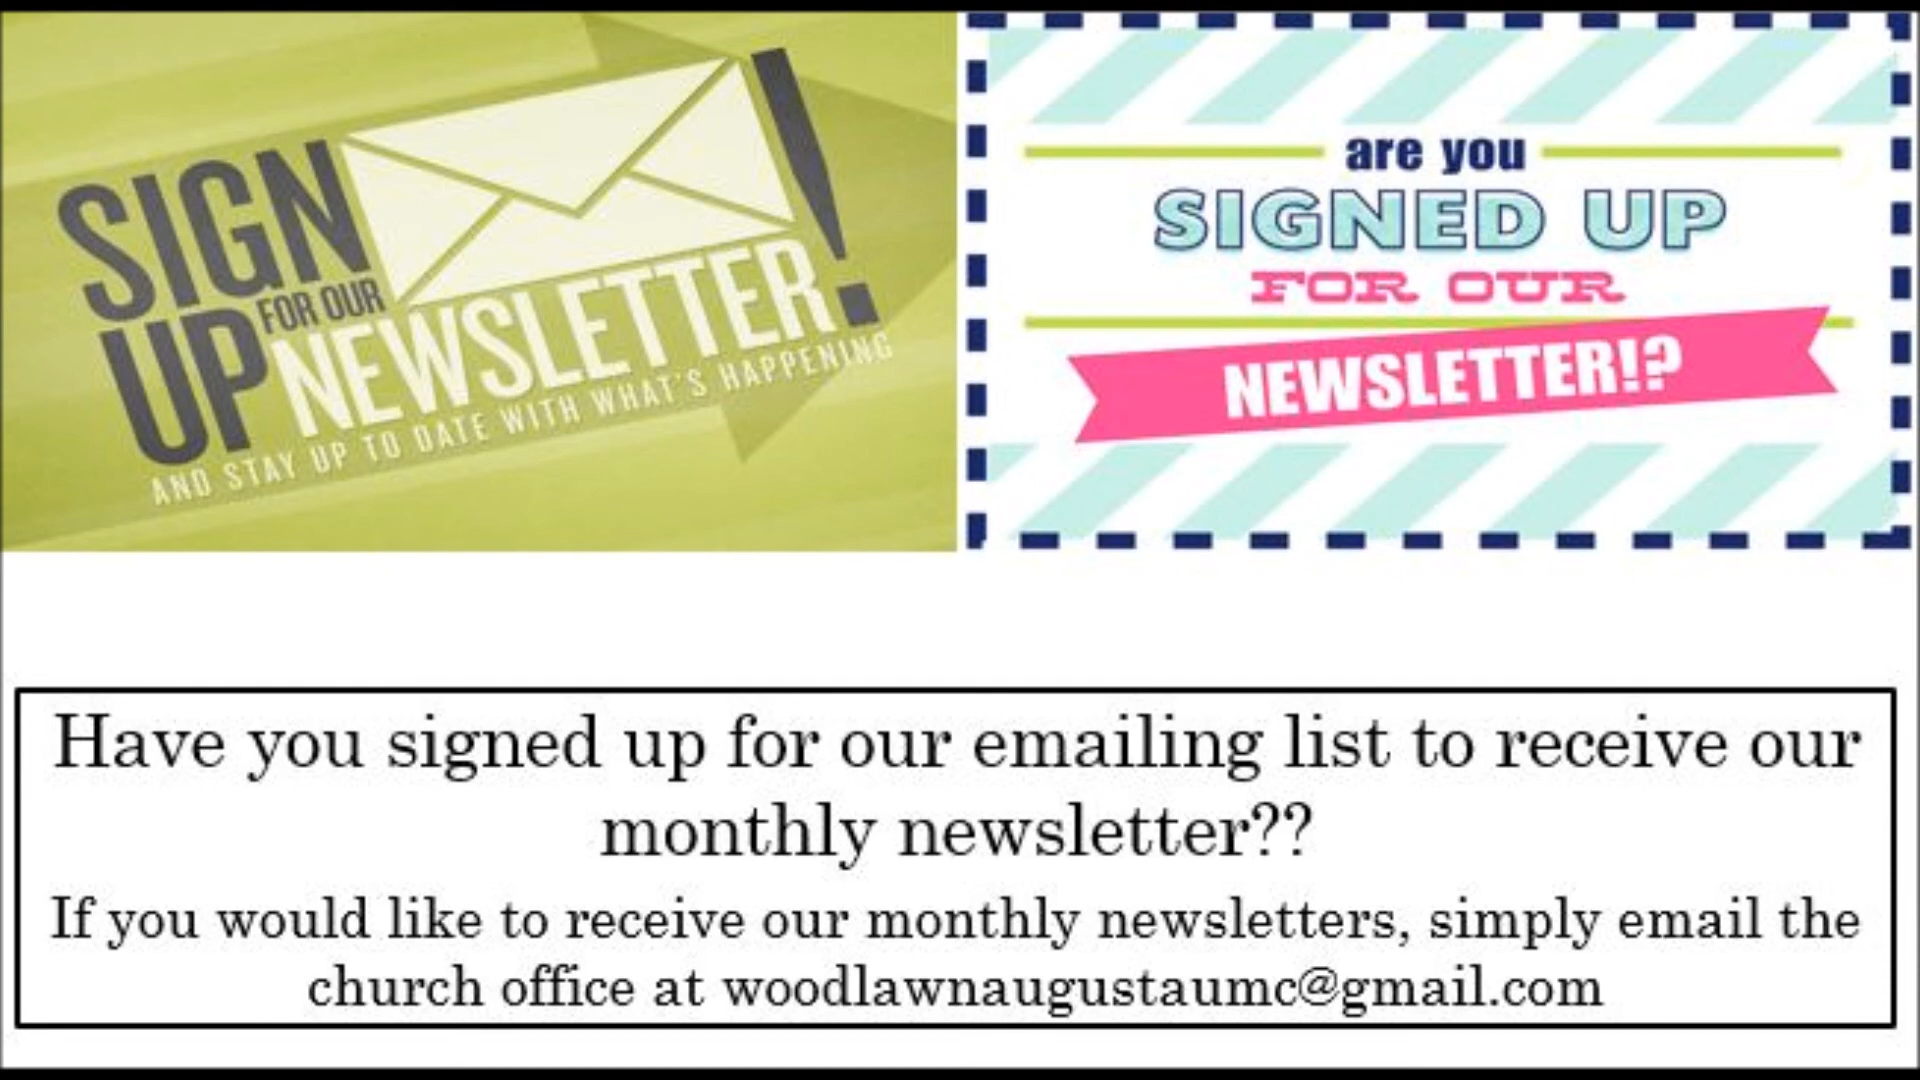 SIGN
UP FOR OUR
NEWSLETTER!
AND STAY UP TO DATE WITH WHAT'S HAPPENING
are you
SIGNED UP
FOR OUR
NEWSLETTER!?
Have you signed up for our emailing list to receive our
monthly newsletter??
If you would like to receive our monthly newsletters, simply email the
church office at woodlawnaugustaumc@gmail.com